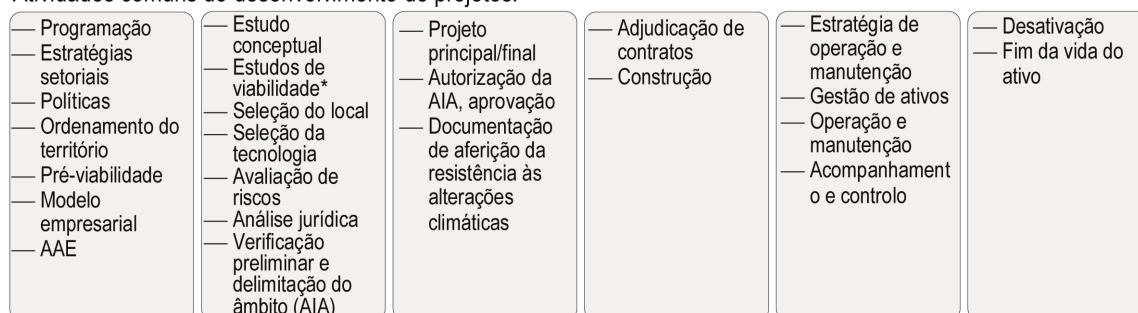 Atividades comuns de desenvolvimento de projetos:
— Programação
— Estratégias
setoriais
— Políticas
— Ordenamento do
território
— Pré-viabilidade
— Modelo
empresarial
— AAE
— Estudo
conceptual
— Estudos de
viabilidade*
— Seleção do local
— Seleção da
tecnologia
— Avaliação de
riscos
— Análise jurídica
— Verificação
preliminar e
delimitação do
âmbito (AIA)
— Projeto
principal/final
— Autorização da
AIA, aprovação
— Documentação
de aferição da
resistência às
alterações
climáticas
— Adjudicação de
contratos
— Construção
— Estratégia de
operação e
manutenção
— Gestão de ativos
— Operação e
manutenção
— Acompanhament
o e controlo
— Desativação
— Fim da vida do
ativo